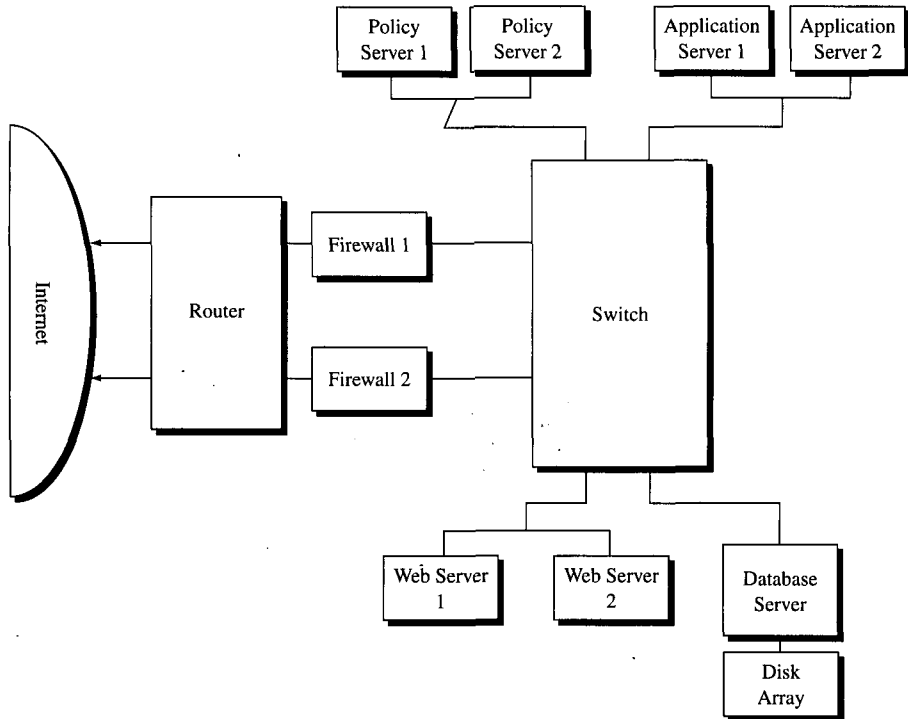 Policy
Server 1
Policy
Server 2
Application
Server 1
Application
Server 2
Internet
Router
Firewall 1
Firewall 2
Switch
Web Server
1
Web Server
2
Database
Server
Disk
Array